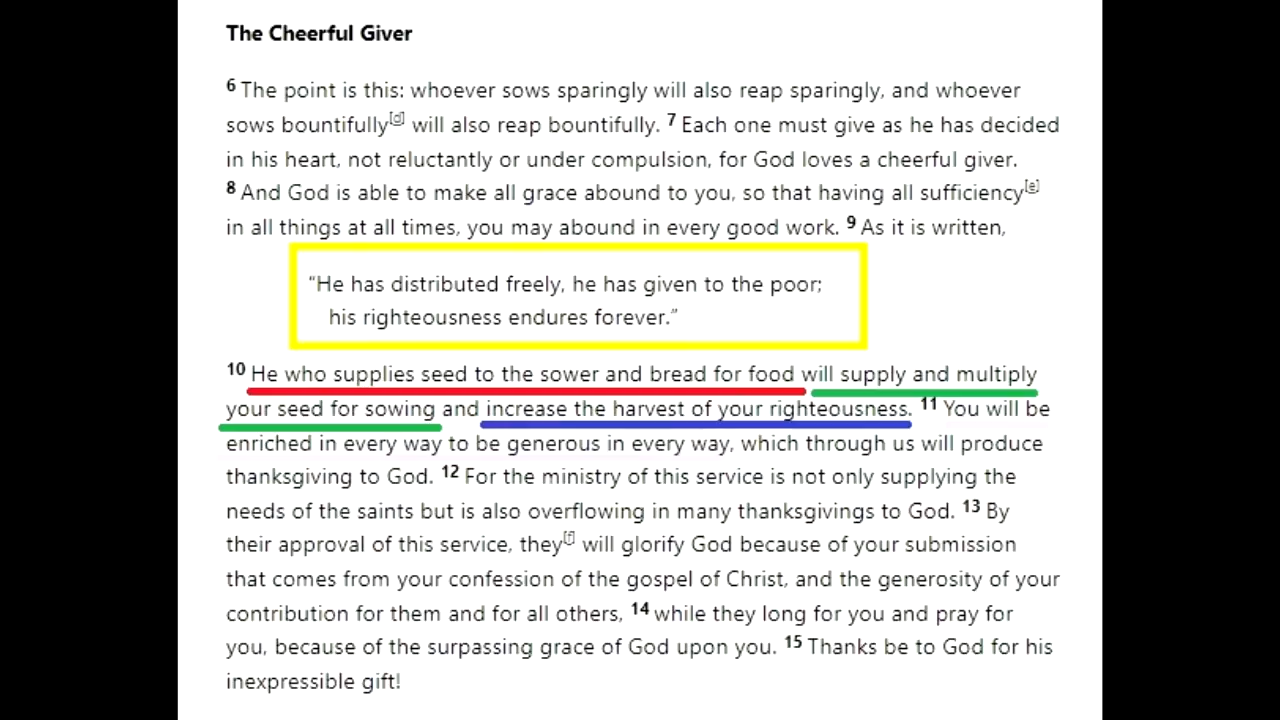 The Cheerful Giver
6 The point is this: whoever sows sparingly will also reap sparingly, and whoever
sows bountifully[d] will also reap bountifully. 7 Each one must give as he has decided
in his heart, not reluctantly or under compulsion, for God loves a cheerful giver.
8 And God is able to make all grace abound to you, so that having all sufficiency[e]
in all things at all times, you may abound in every good work. 9 As it is written,
“He has distributed freely, he has given to the poor;
his righteousness endures forever.”
10 He who supplies seed to the sower and bread for food will supply and multiply
your seed for sowing and increase the harvest of your righteousness. 11 You will be
enriched in every way to be generous in every way, which through us will produce
thanksgiving to God. 12 For the ministry of this service is not only supplying the
needs of the saints but is also overflowing in many thanksgivings to God. 13 By
their approval of this service, they[f] will glorify God because of your submission
that comes from your confession of the gospel of Christ, and the generosity of your
contribution for them and for all others, 14 while they long for you and pray for
you, because of the surpassing grace of God upon you. 15 Thanks be to God for his
inexpressible gift!